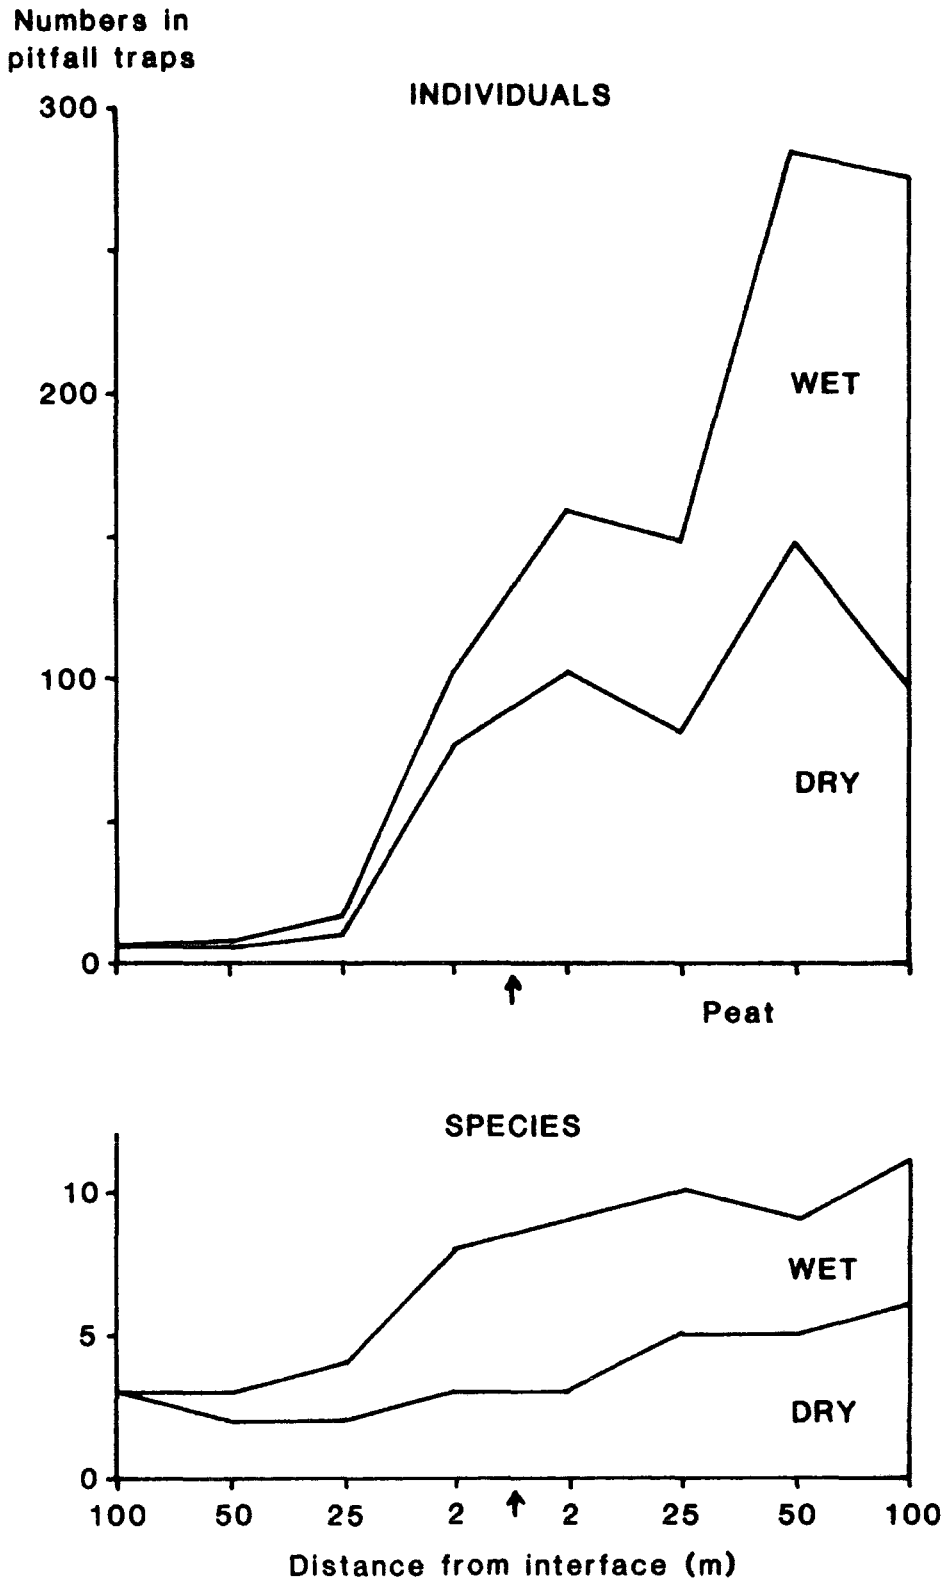 Numbers in
pitfall traps
INDIVIDUALS
300
200
WET
100
DRY
0
Peat
SPECIES
10
WET
5
DRY
0
100 50 25 2 2 25 50 100
Distance from interface (m)